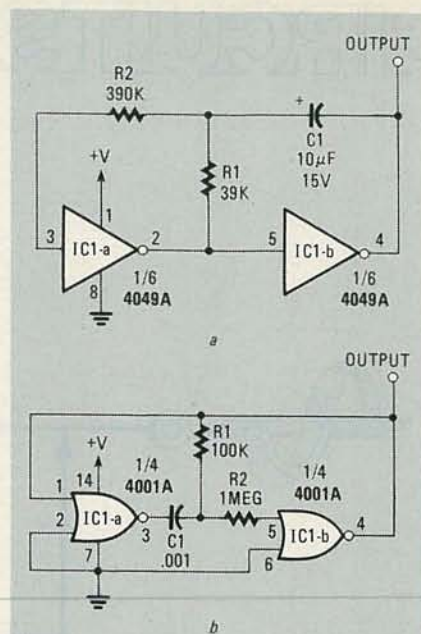 OUTPUT
R2
390K
+
C1
10µF
15V
R1
39K
+V
1
3
IC1-a
2
5
IC1-b
4
8
1/6
4049A
1/6
4049A
a
OUTPUT
R1
100K
+V
1/4
4001A
R2
1MEG
1/4
4001A
1
14
2
IC1-a
3
C1
.001
5
6
IC1-b
4
7
b